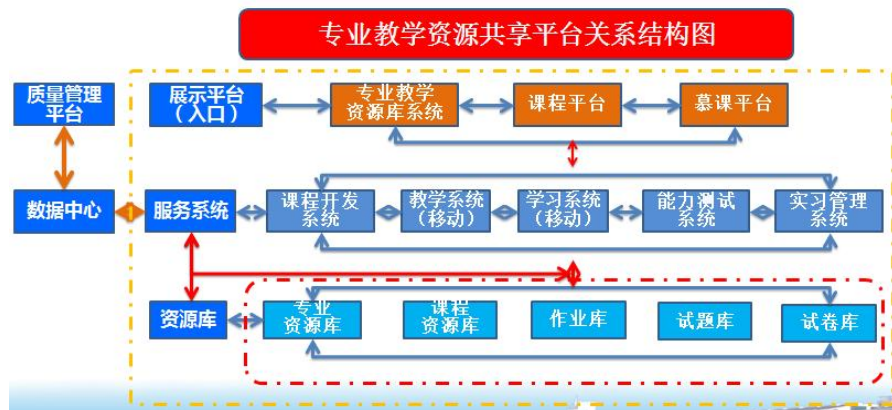 专业教学资源共享平台关系结构图
质量管理
平台
展示平台
（入口）
专业教学
资源库系统
课程平台
慕课平台
数据中心
服务系统
课程开发
系统
教学系统
（移动）
学习系统
（移动）
能力测试
系统
实习管理
系统
资源库
专业
资源库
课程
资源库
作业库
试题库
试卷库